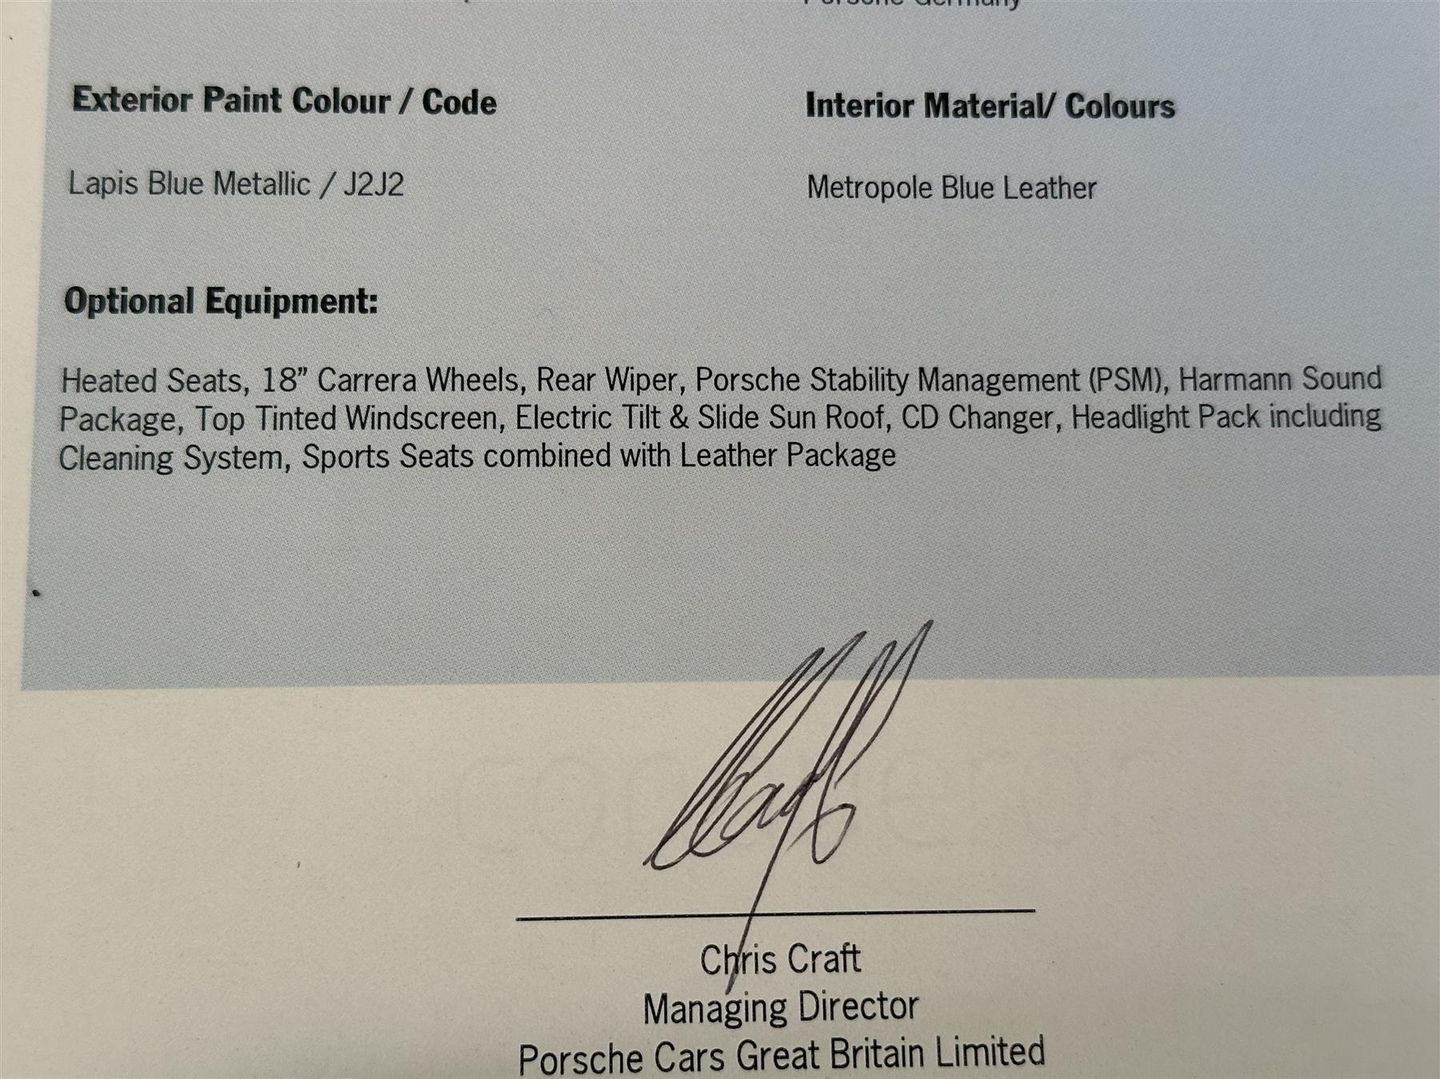 Porsche Germany
Exterior Paint Colour / Code
Interior Material/ Colours
Lapis Blue Metallic / J2J2
Metropole Blue Leather
Optional Equipment:
Heated Seats, 18” Carrera Wheels, Rear Wiper, Porsche Stability Management (PSM), Harmann Sound
Package, Top Tinted Windscreen, Electric Tilt & Slide Sun Roof, CD Changer, Headlight Pack including
Cleaning System, Sports Seats combined with Leather Package
Chris Craft
Managing Director
Porsche Cars Great Britain Limited